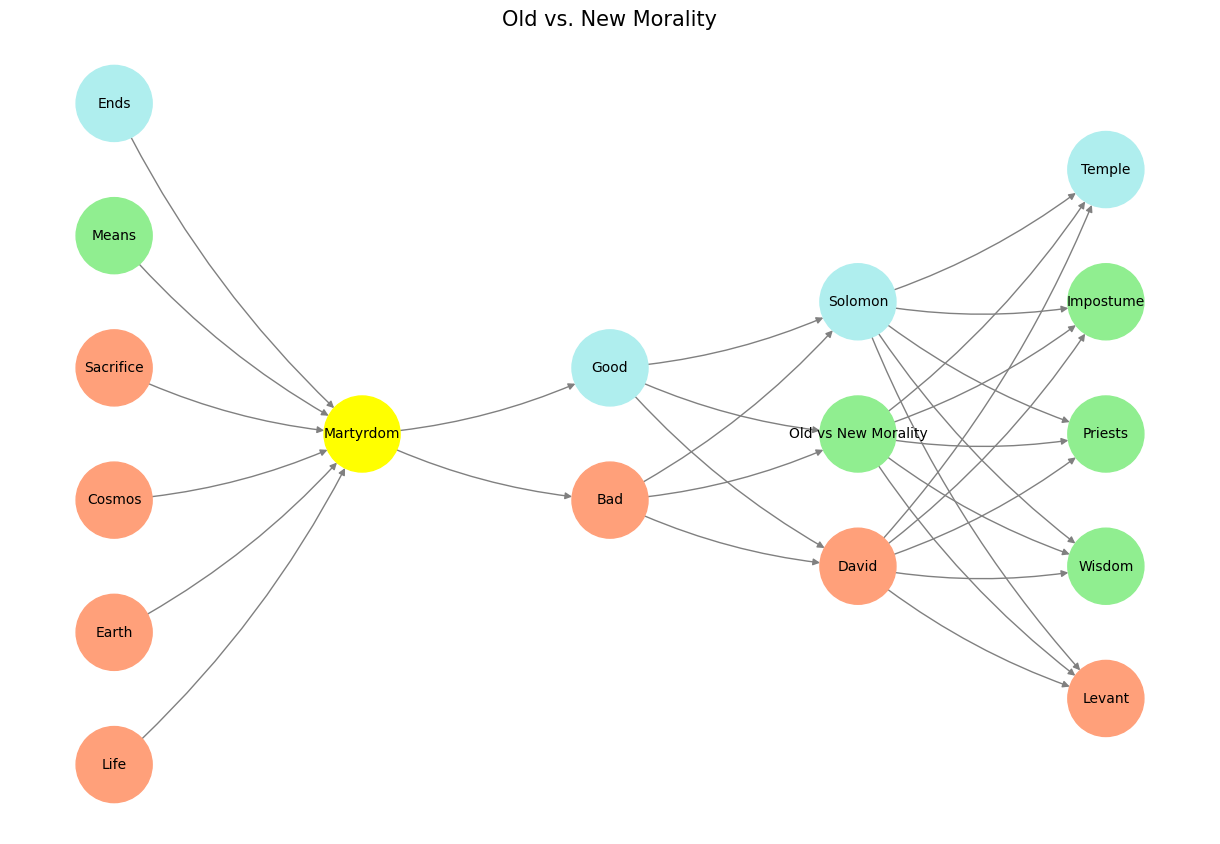 Old vs. New Morality
Ends
Means
Sacrifice
Cosmos
Earth
Life
Martyrdom
Good
Bad
Solomon
Old vs New Morality
David
Temple
Impostume
Priests
Wisdom
Levant